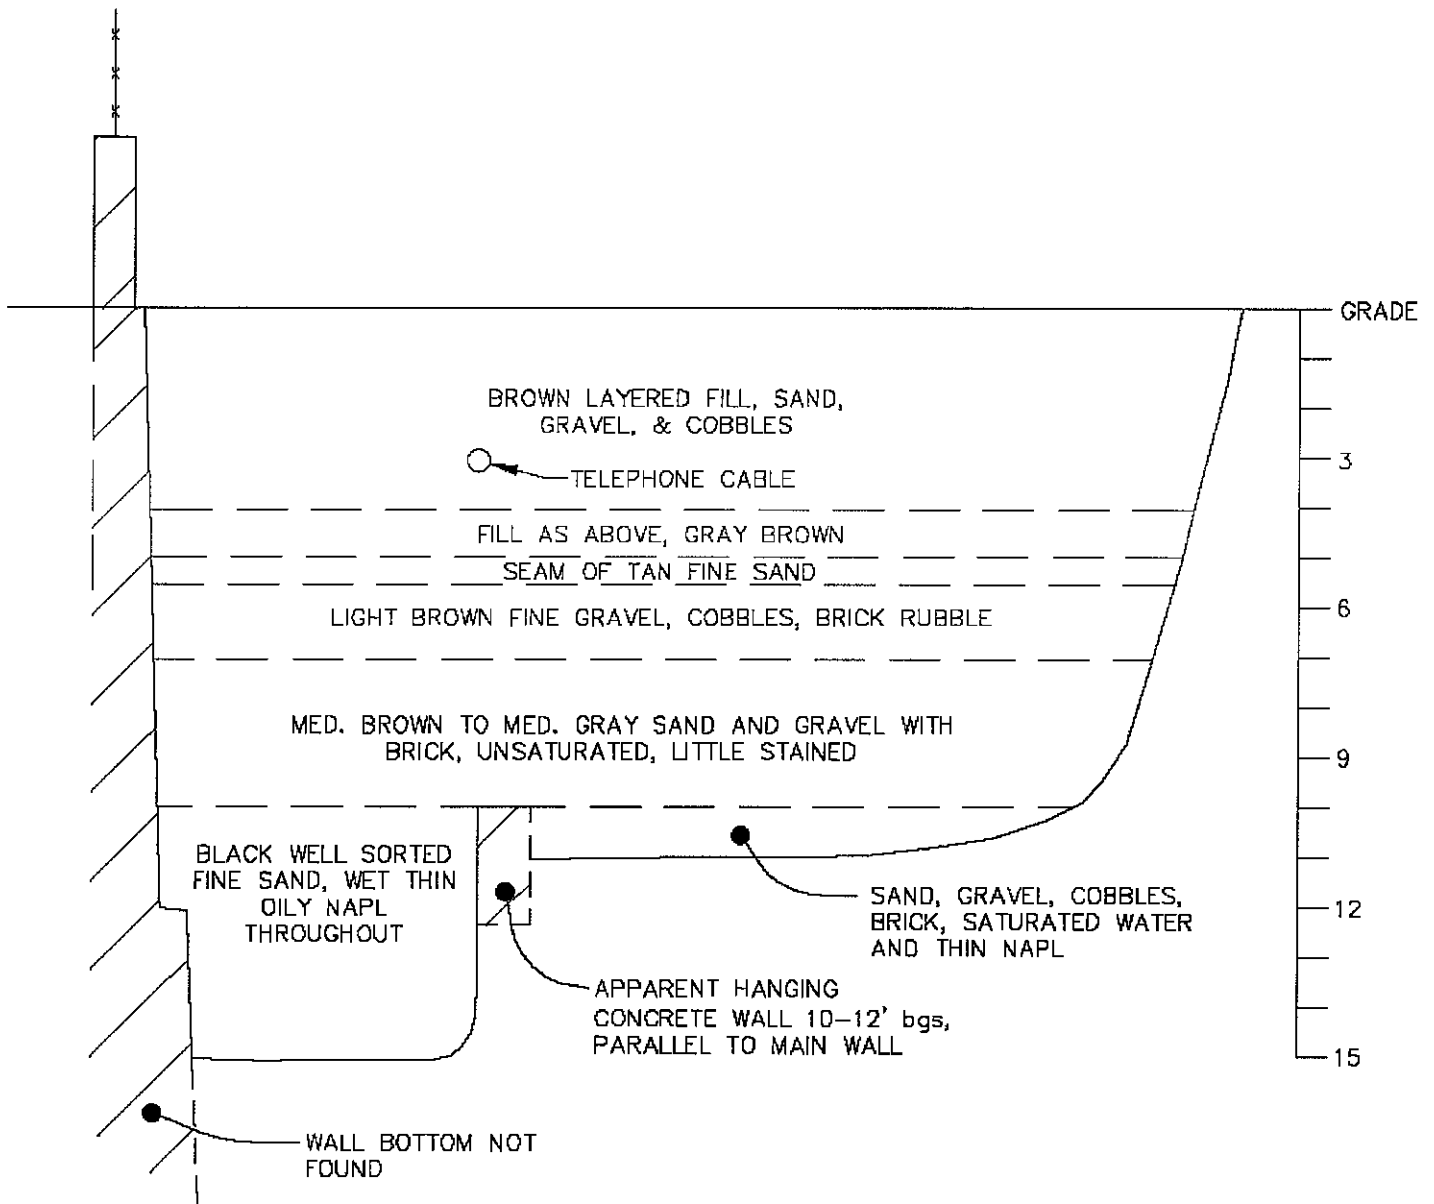 GRADE
BROWN LAYERED FILL, SAND,
GRAVEL, & COBBLES
3
TELEPHONE CABLE
FILL AS ABOVE, GRAY BROWN
SEAM OF TAN FINE SAND
6
LIGHT BROWN FINE GRAVEL, COBBLES, BRICK RUBBLE
MED. BROWN TO MED. GRAY SAND AND GRAVEL WITH
BRICK, UNSATURATED, LITTLE STAINED
9
BLACK WELL SORTED
FINE SAND, WET THIN
OILY NAPL
THROUGHOUT
SAND, GRAVEL, COBBLES,
BRICK, SATURATED WATER
AND THIN NAPL
12
APPARENT HANGING
CONCRETE WALL 10-12' bgs,
PARALLEL TO MAIN WALL
15
WALL BOTTOM NOT
FOUND